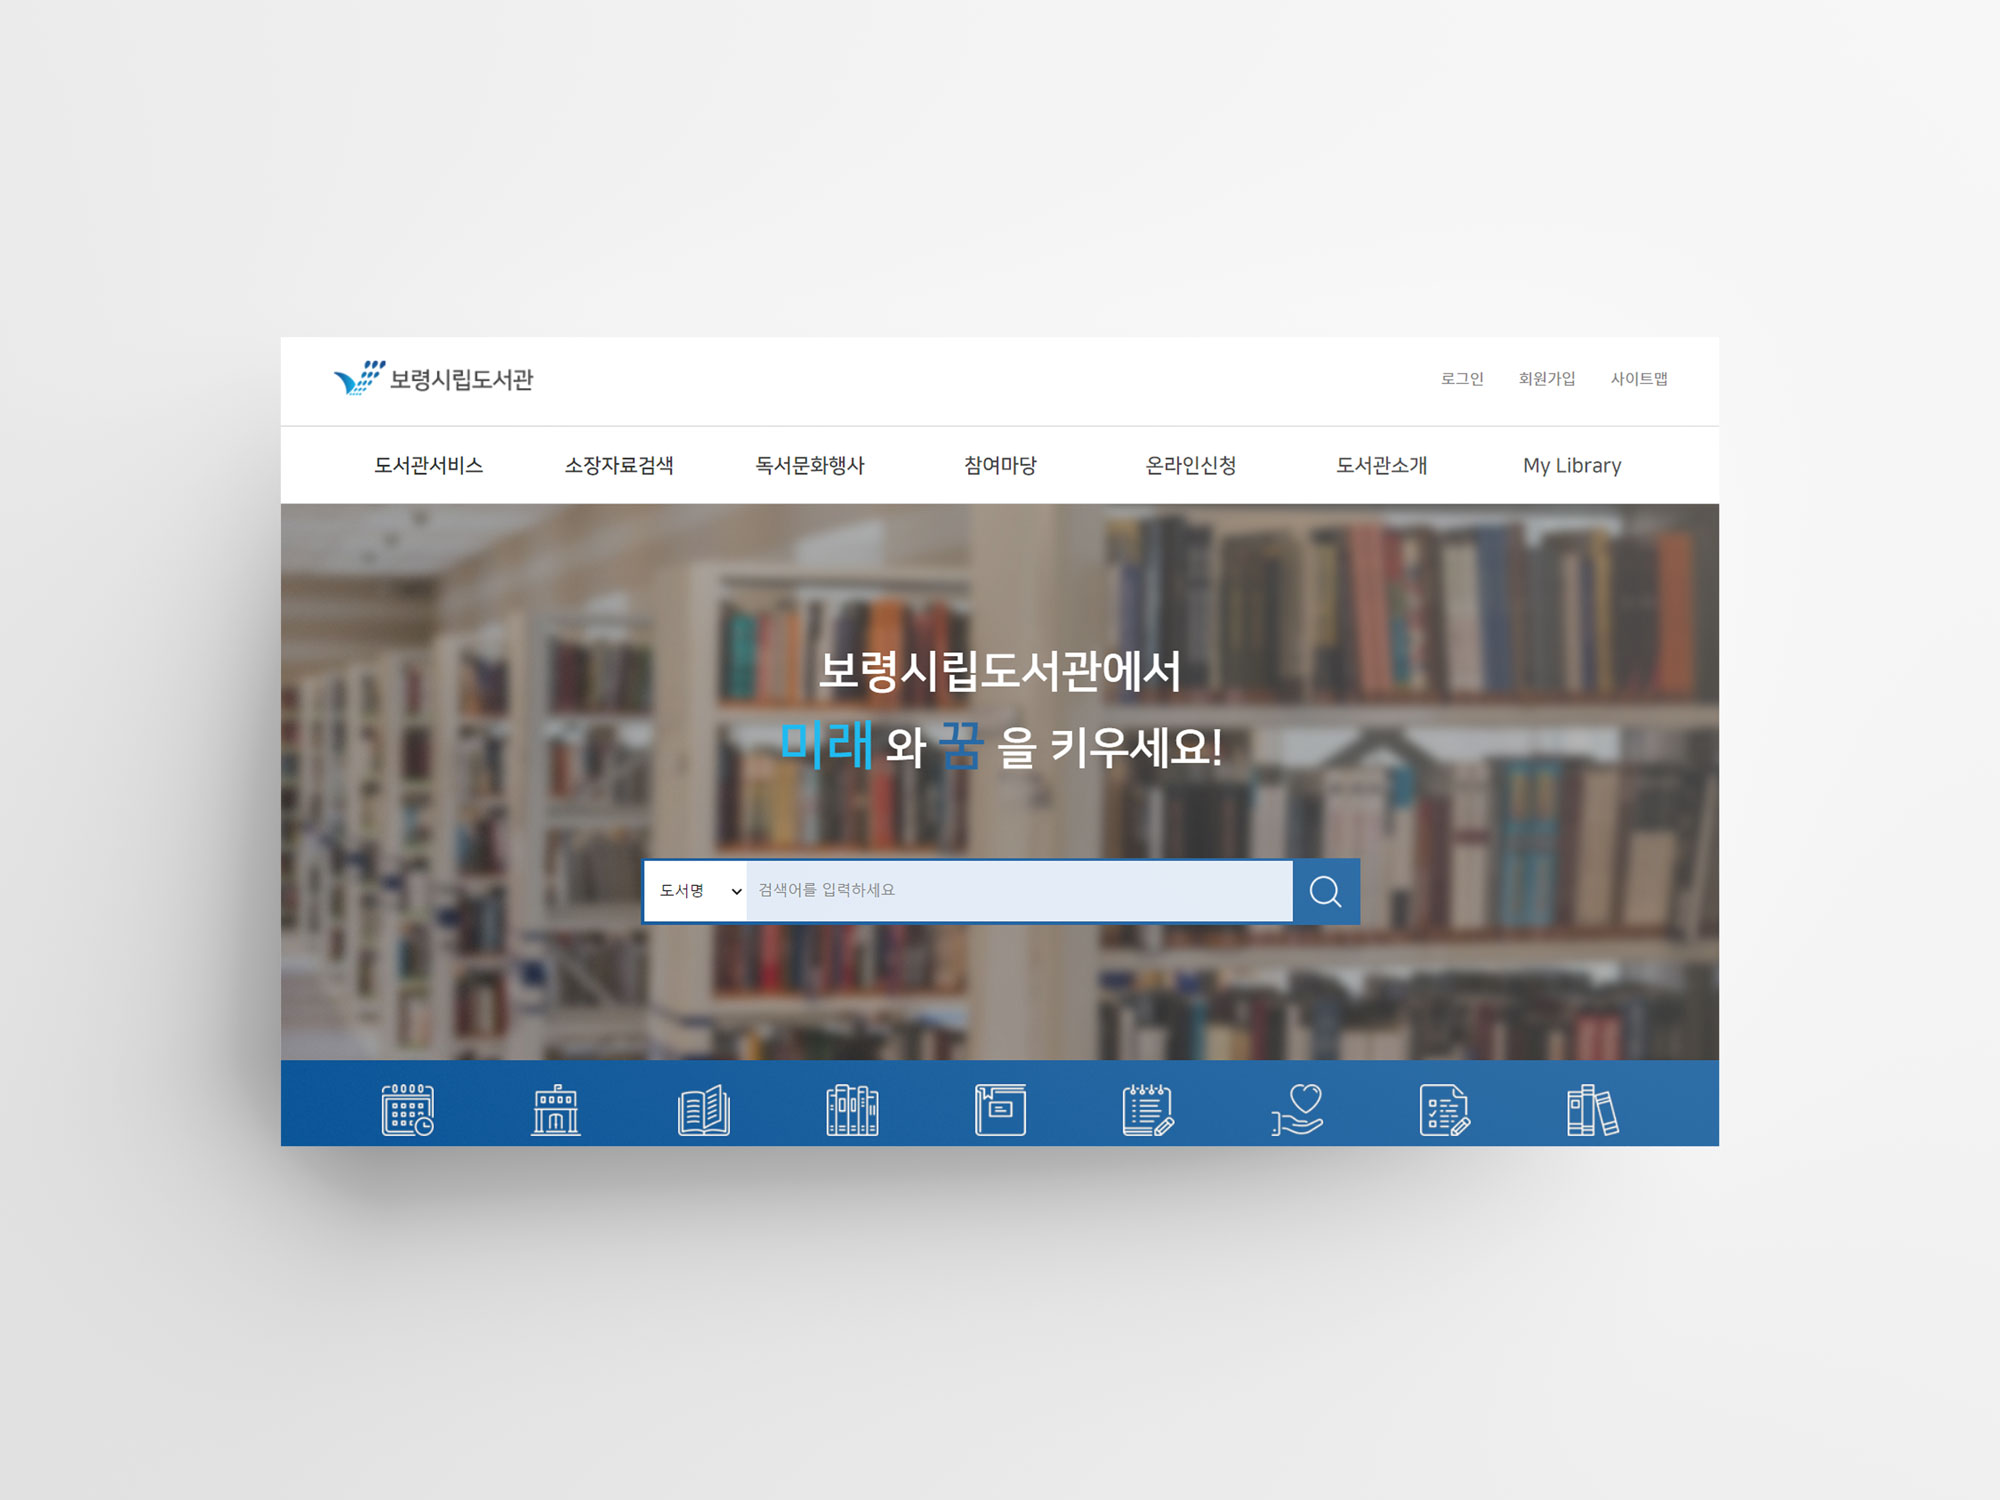 보령시립도서관
로그인 회원가입 사이트맵
도서관서비스 소장자료검색 독서문화행사 참여마당 온라인신청 도서관소개 My Library
보령시립도서관에서
미래 와 꿈 을 키우세요!
도서명 검색어를 입력하세요